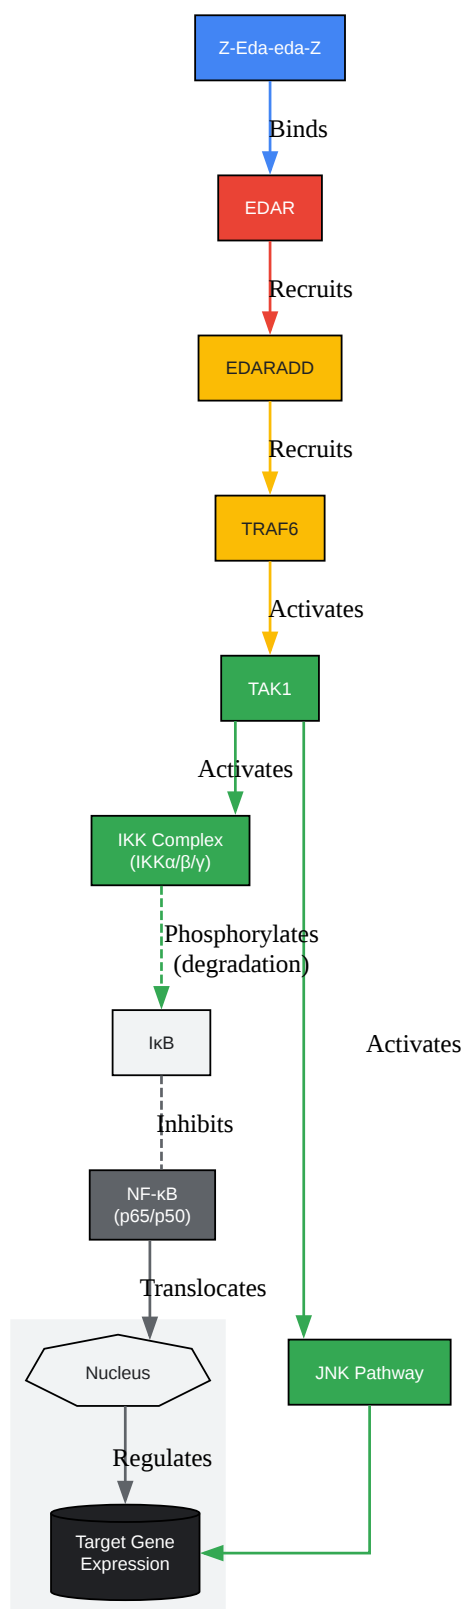 Z-Eda-eda-Z
Binds
EDAR
Recruits
EDARADD
Recruits
TRAF6
Activates
TAK1
Activates
IKK Complex
(IKKα/β/γ)
Phosphorylates
(degradation)
IκB
Activates
Inhibits
NF-κB
(p65/p50)
Translocates
Nucleus
JNK Pathway
Regulates
Target Gene
Expression